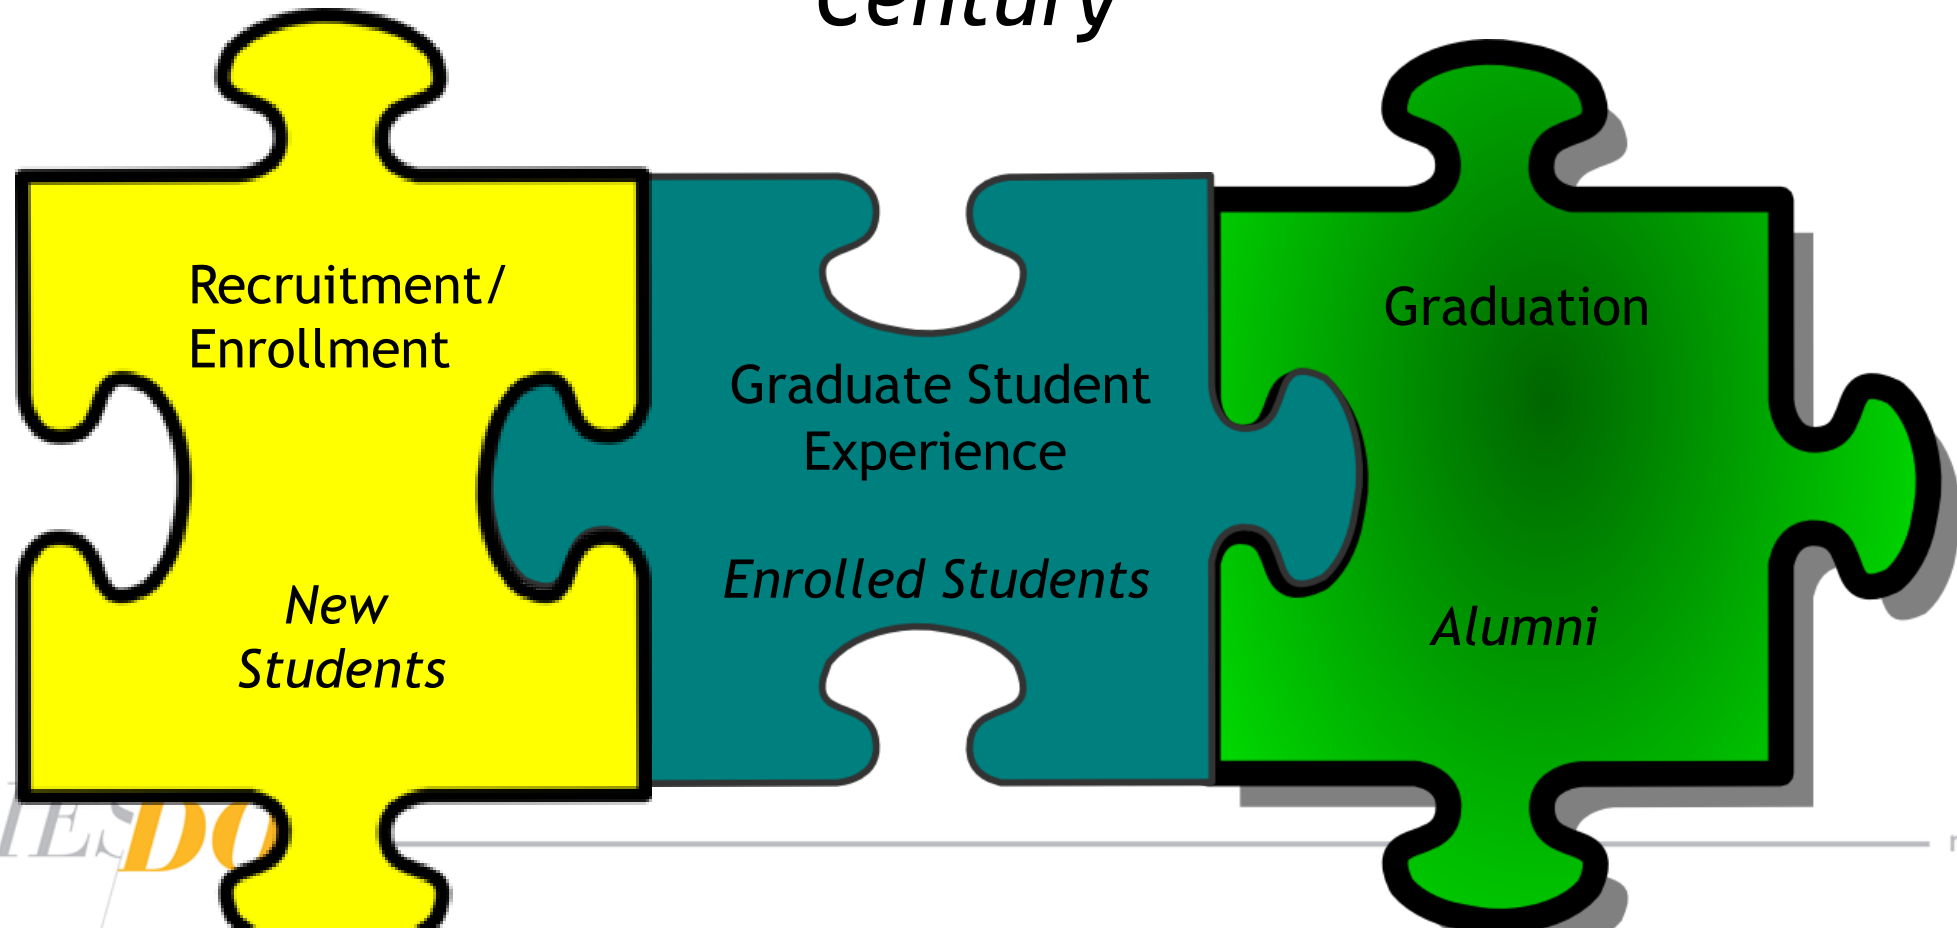 Century
Recruitment/
Enrollment
New
Students
Graduate Student
Experience
Enrolled Students
Graduation
Alumni